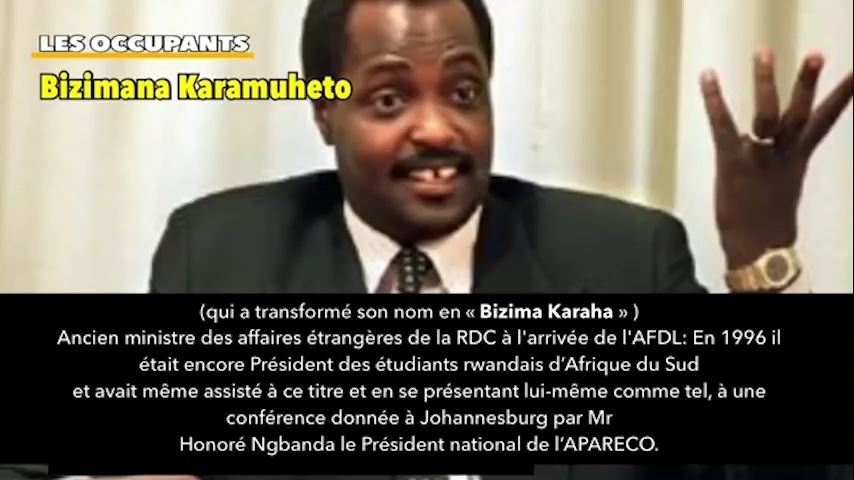 LES OCCUPANTS
Bizimana Karamuheto
(qui a transformé son nom en « Bizima Karaha » )
Ancien ministre des affaires étrangères de la RDC à l'arrivée de l'AFDL: En 1996 il
était encore Président des étudiants rwandais d'Afrique du Sud
et avait même assisté à ce titre et en se présentant lui-même comme tel, à une
conférence donnée à Johannesburg par Mr
Honoré Ngbanda le Président national de l'APARECO.